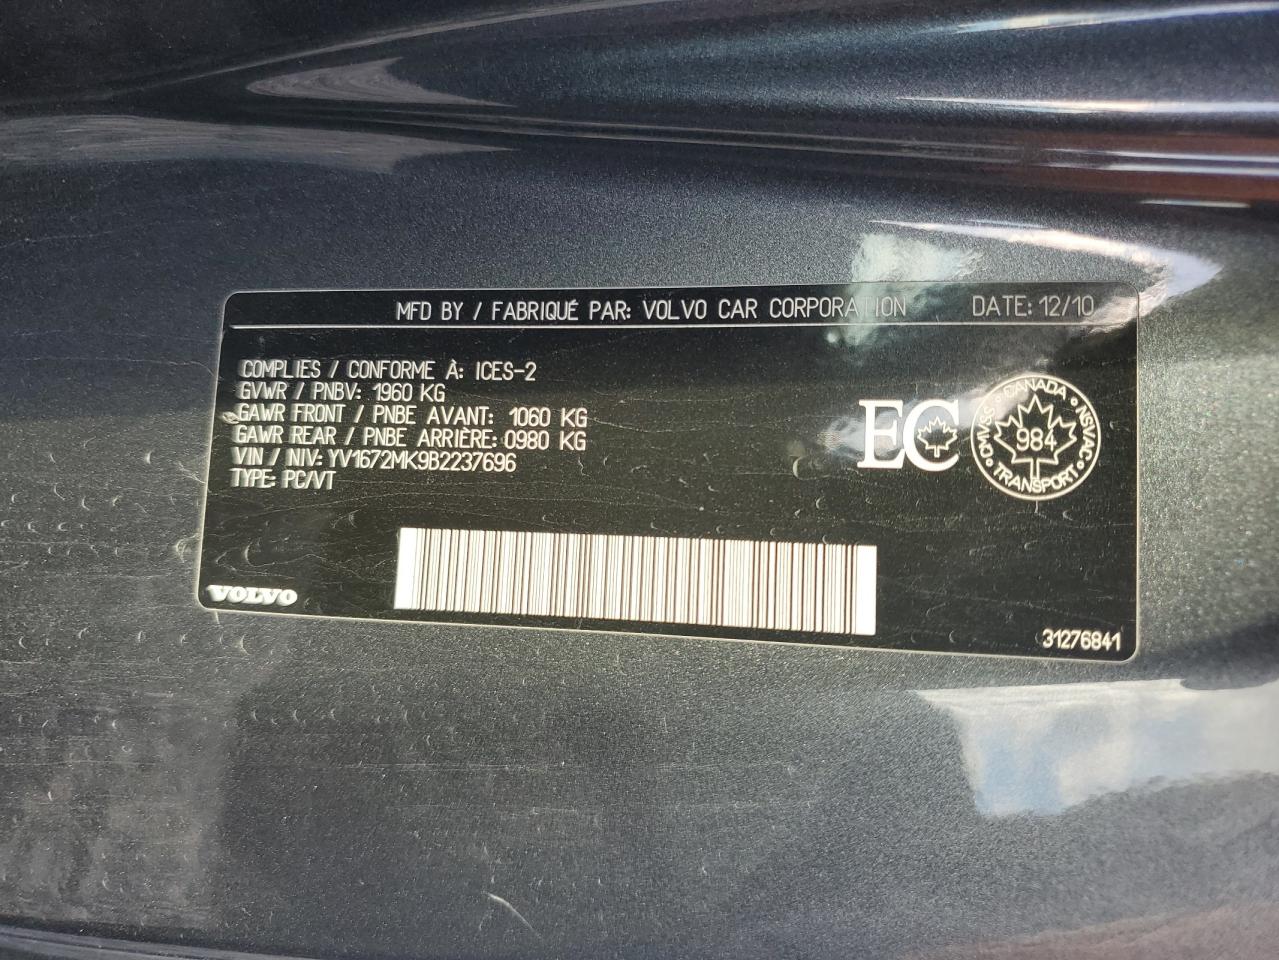 MFD BY / FABRIQUÉ PAR: VOLVO CAR CORPORATION DATE: 12/10
COMPLIES / CONFORME À: ICES-2
GVWR / PNBV: 1960 KG
GAWR FRONT / PNBE AVANT: 1060 KG
GAWR REAR / PNBE ARRIÈRE: 0980 KG
VIN / NIV: YV1672MK9B2237696
TYPE: PC/VT
EC
CANADA
CMVSS NSVAC
984
TRANSPORT
VOLVO
31276841